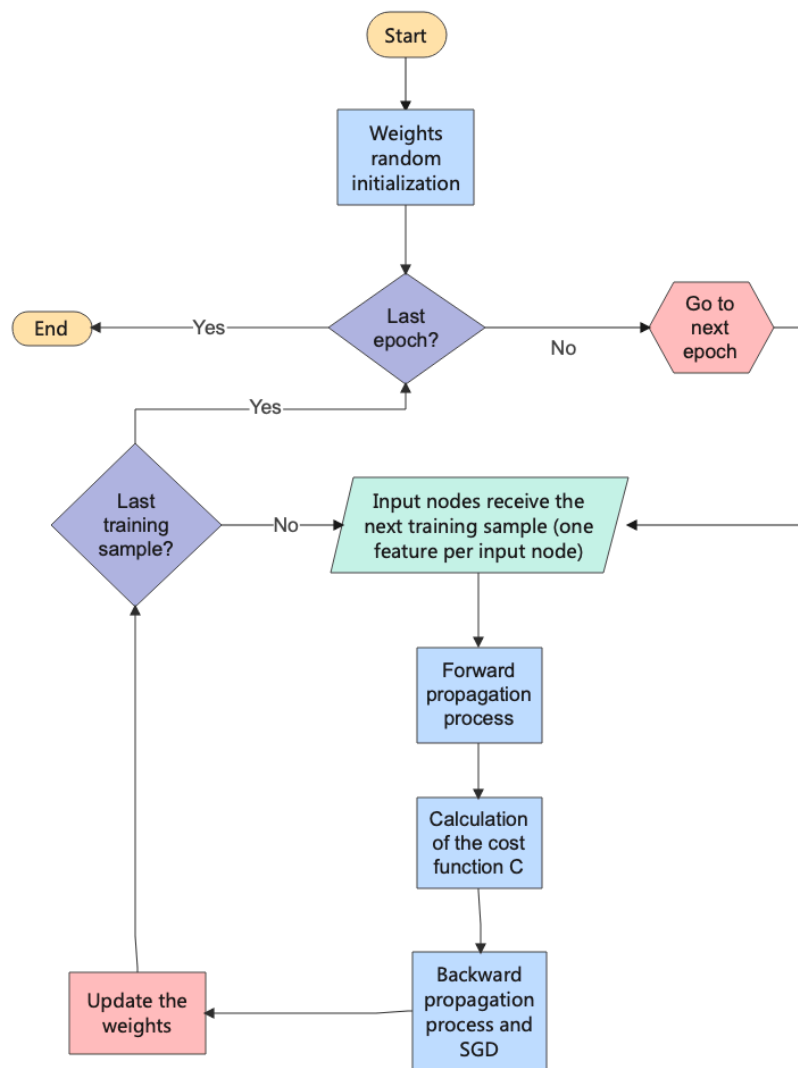 Start
Weights
random
initialization
End
Yes
Last
epoch?
No
Go to
next
epoch
Yes
Last
training
sample?
No
Input nodes receive the
next training sample (one
feature per input node)
Forward
propagation
process
Calculation
of the cost
function C
Update the
weights
Backward
propagation
process and
SGD